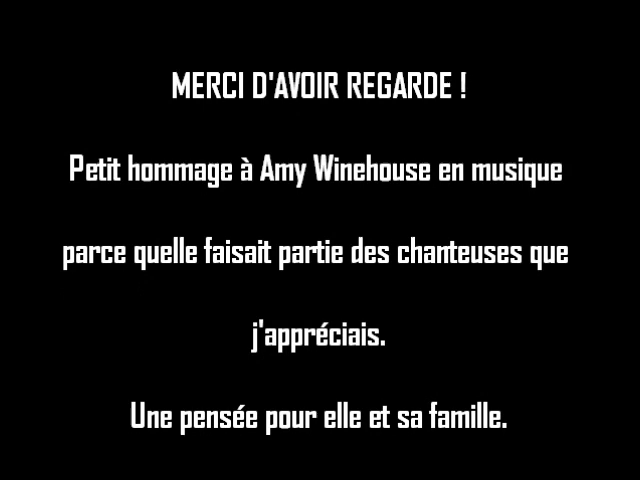 MERCI D'AVOIR REGARDE !
Petit hommage à Amy Winehouse en musique
parce quelle faisait partie des chanteuses que
j'appréciais.
Une pensée pour elle et sa famille.